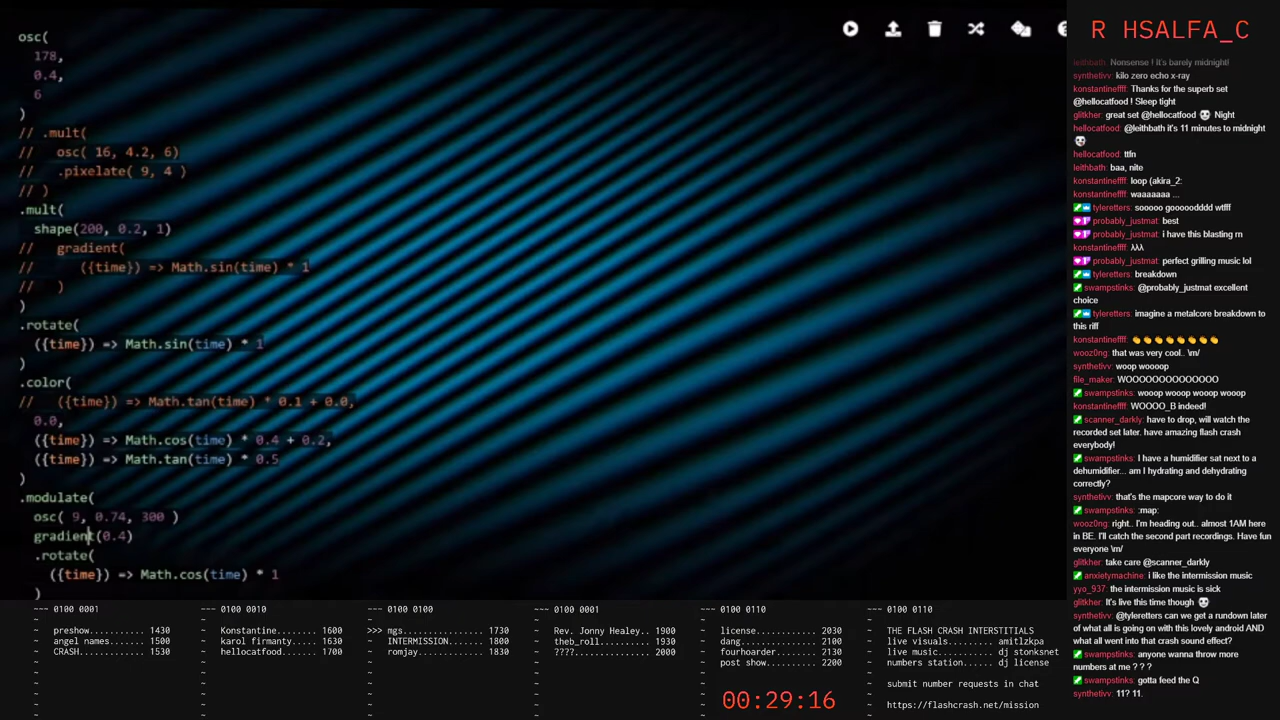 osc(
178,
0.4,
6
)
// .mult(
// osc( 16, 4.2, 6)
// .pixelate( 9, 4 )
// )
.mult(
shape(200, 0.2, 1)
// gradient(
// ({time}) => Math.sin(time) * 1
// )
)
.rotate(
({time}) => Math.sin(time) * 1
)
.color(
// ({time}) => Math.tan(time) * 0.1 + 0.0,
0.0,
({time}) => Math.cos(time) * 0.4 + 0.2,
({time}) => Math.tan(time) * 0.5
)
.modulate(
osc( 9, 0.74, 300 )
gradient(0.4)
.rotate(
({time}) => Math.cos(time) * 1
)
R HSALFA_C
leithbath: Nonsense ! it's barely midnight!
synthetivv: kilo zero echo x-ray
konstantineffff: Thanks for the superb set
@hellocatfood ! Sleep tight
glitkher: great set @hellocatfood Night
hellocatfood: @leithbath it's 11 minutes to midnight
hellocatfood: ttfn
leithbath: baa, nite
konstantineffff: loop (akira_2:
konstantineffff: waaaaaaa ...
tyleretters: sooooo gooooodddd wtfff
probably_justmat: best
probably_justmat: i have this blasting rn
konstantineffff: λλλ
probably_justmat: perfect grilling music lol
tyleretters: breakdown
swampstinks: @probably_justmat excellent
choice
tyleretters: imagine a metalcore breakdown to
this riff
konstantineffff: 👏👏👏👏👏👏👏👏
wooz0ng: that was very cool.. \m/
synthetivv: woop woooop
file_maker: WOOOOOOOOOOOOOO
swampstinks: wooop wooop wooop wooop
konstantineffff: WOOOO_B indeed!
scanner_darkly: have to drop, will watch the
recorded set later. have amazing flash crash
everybody!
swampstinks: I have a humidifier sat next to a
dehumidifier... am I hydrating and dehydrating
correctly?
synthetivv: that's the mapcore way to do it
swampstinks: :map:
wooz0ng: right.. I'm heading out.. almost 1AM here
in BE. I'll catch the second part recordings. Have fun
everyone \m/
glitkher: take care @scanner_darkly
anxietymachine: i like the intermission music
yyo_937: the intermission music is sick
glitkher: It's live this time though
synthetivv: @tyleretters can we get a rundown later
of what all is going on with this lovely android AND
what all went into that crash sound effect?
swampstinks: anyone wanna throw more
numbers at me ? ? ?
swampstinks: gotta feed the Q
synthetivv: 11? 11.
~~~ 0100 0001
~
~ preshow.......... 1430
~ angel names...... 1500
~ CRASH............ 1530
~
~
~
~
~
~~~ 0100 0010
~
~ Konstantine...... 1600
~ karol firmanty... 1630
~ hellocatfood..... 1700
~
~
~
~
~
~~~ 0100 0100
~
>>> mgs.............. 1730
~ INTERMISSION..... 1800
~ romjay........... 1830
~
~
~
~
~
~~~ 0100 0001
~
~ Rev. Jonny Healey.. 1900
~ theb_roll........ 1930
~ ????............. 2000
~
~
~
~
~
~~~ 0100 0110
~
~ license.......... 2030
~ dang............. 2100
~ fourhoarder...... 2130
~ post show........ 2200
~
~
~
~
00:29:16
~~~ 0100 0110
~
~ THE FLASH CRASH INTERSTITIALS
~ live visuals..... amitlzkpa
~ live music...... dj stonksnet
~ numbers station.... dj license
~
~ submit number requests in chat
~
~ https://flashcrash.net/mission
~